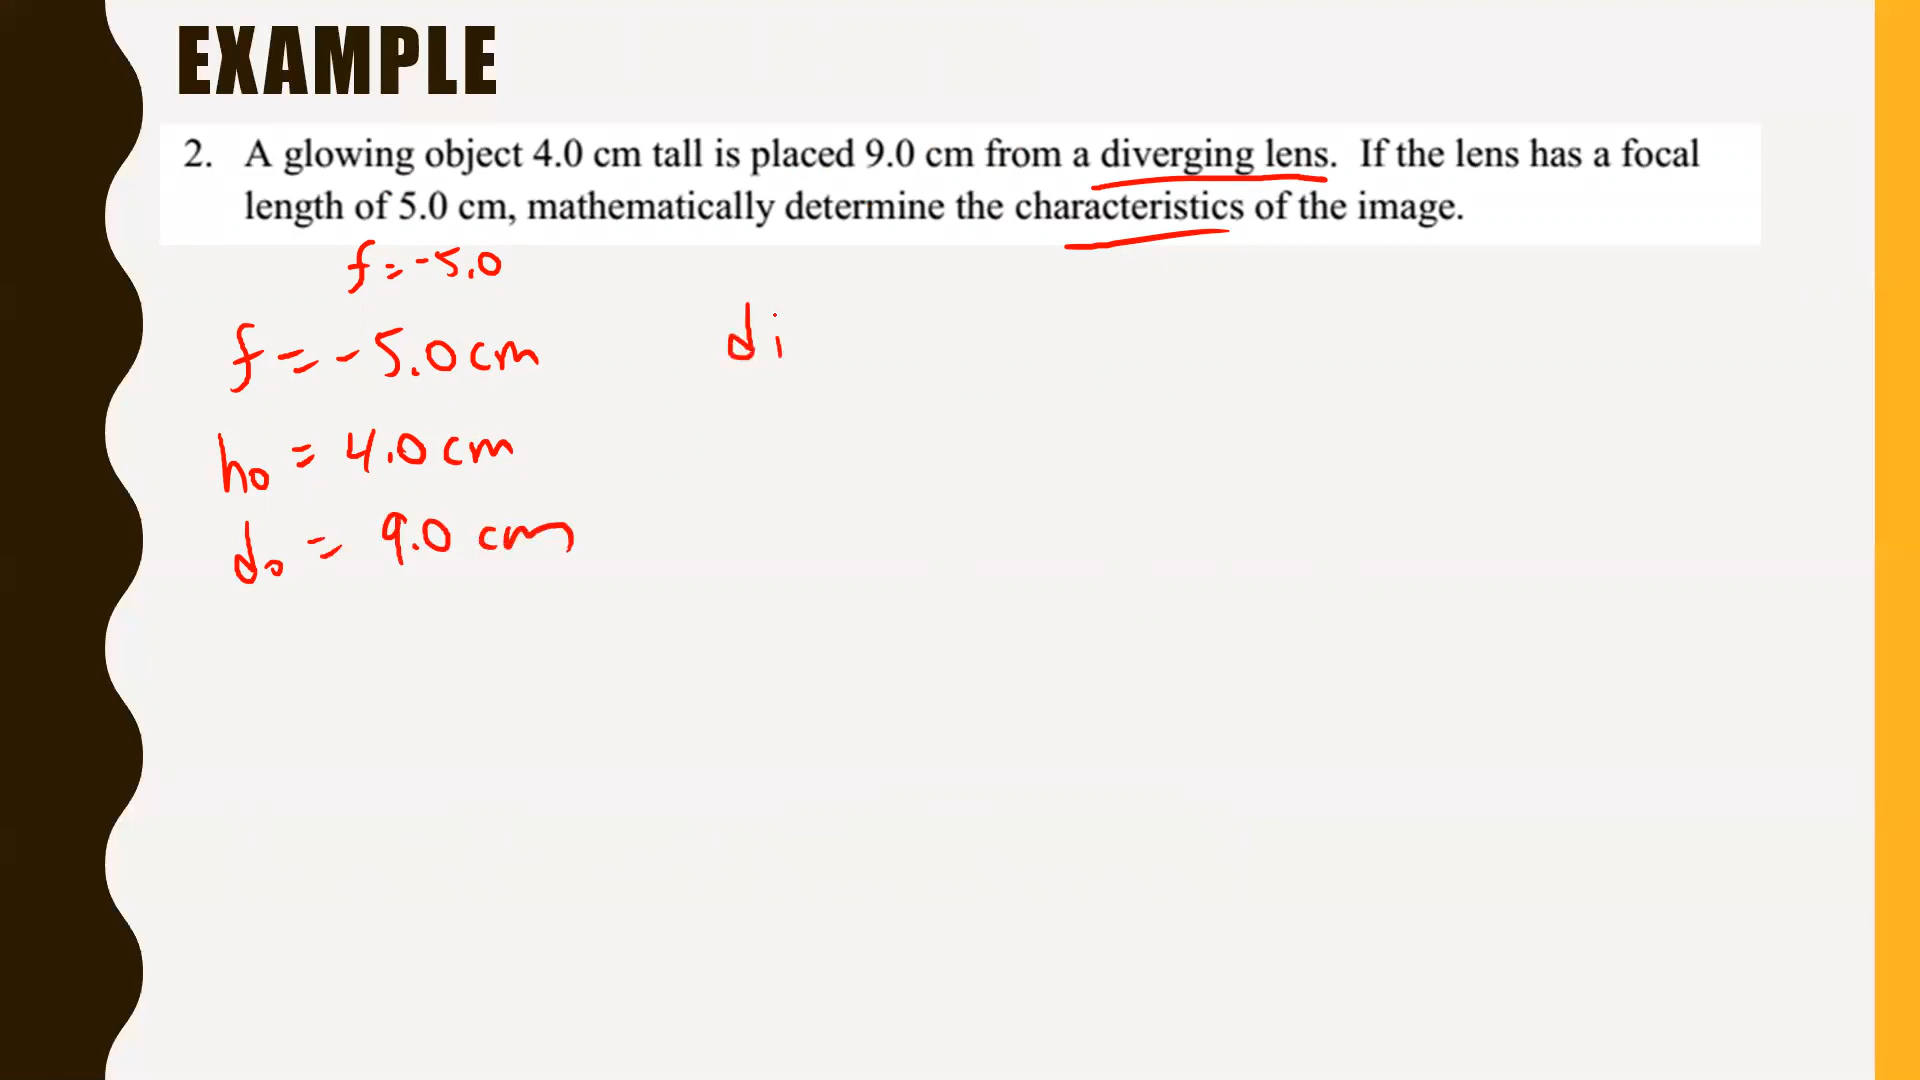 EXAMPLE
2. A glowing object 4.0 cm tall is placed 9.0 cm from a diverging lens. If the lens has a focal
length of 5.0 cm, mathematically determine the characteristics of the image.
f = -5.0
f = -5.0 cm
di
ho = 4.0 cm
do = 9.0 cm